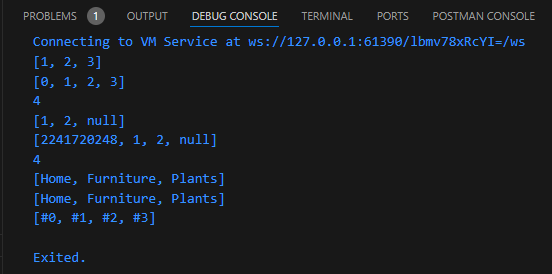 PROBLEMS 1 OUTPUT DEBUG CONSOLE TERMINAL PORTS POSTMAN CONSOLE
Connecting to VM Service at ws://127.0.0.1:61390/lbmv78xRcYI=/ws
[1, 2, 3]
[0, 1, 2, 3]
4
[1, 2, null]
[2241720248, 1, 2, null]
4
[Home, Furniture, Plants]
[Home, Furniture, Plants]
[#0, #1, #2, #3]
Exited.